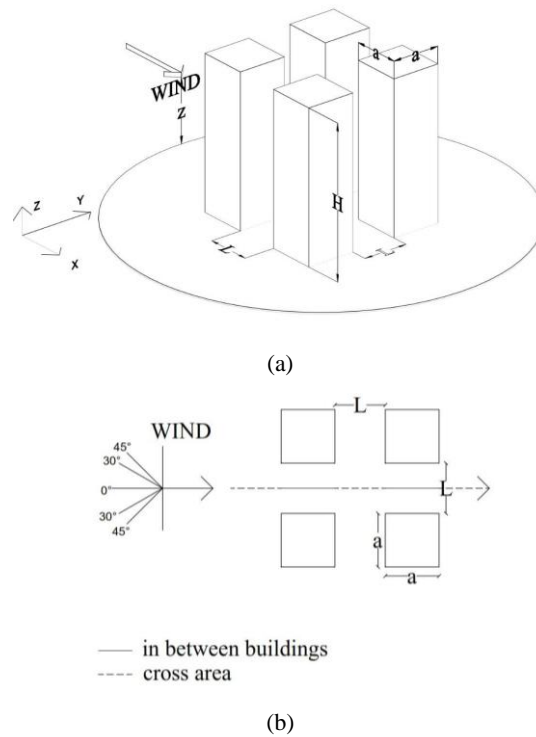 a a
WIND
z
H
Z Y
X
L L
(a)
WIND
L
45°
30°
0°
30°
45°
L
a
a
in between buildings
cross area
(b)